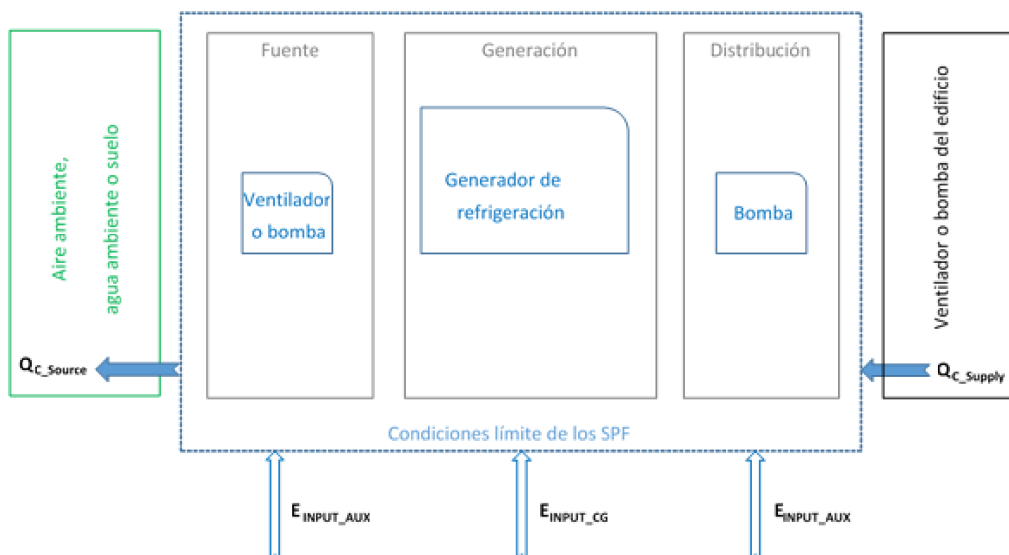 Aire ambiente,
agua ambiente o suelo
Q_C_Source
Fuente
Ventilador
o bomba
Generación
Generador de
refrigeración
Distribución
Bomba
Ventilador o bomba del edificio
Q_C_Supply
Condiciones límite de los SPF
E_INPUT_AUX
E_INPUT_CG
E_INPUT_AUX